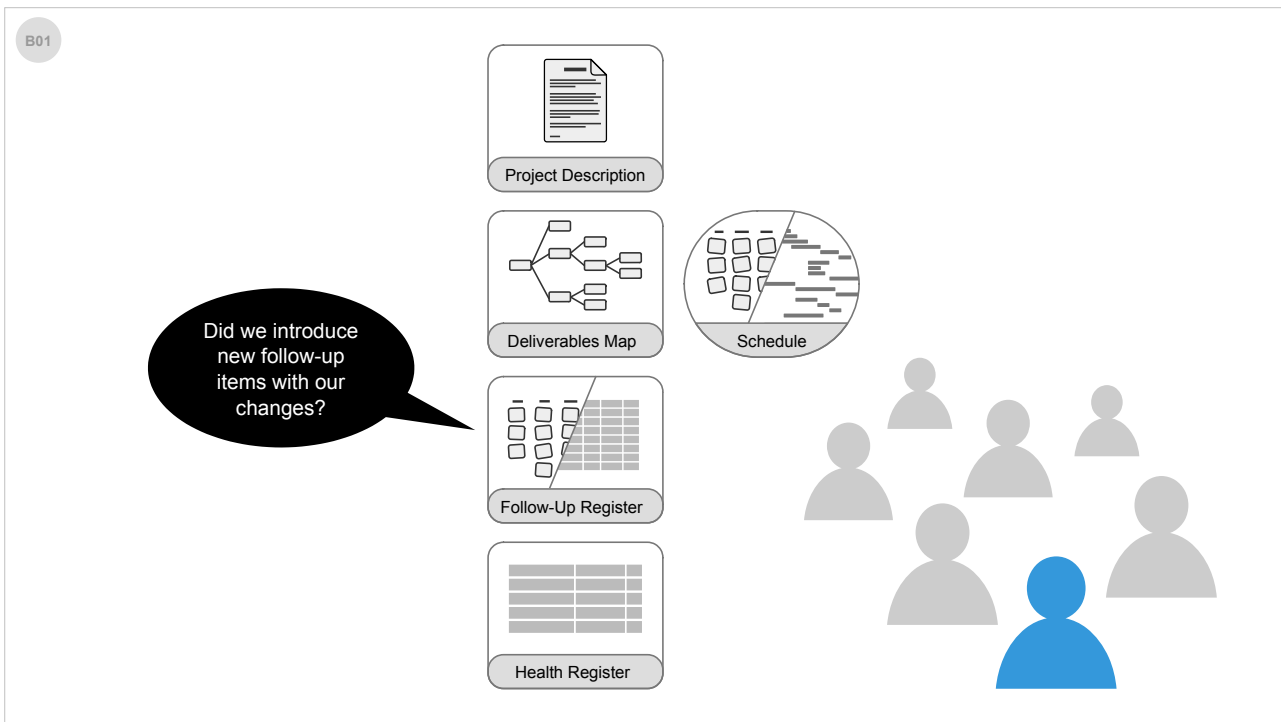 B01
Project Description
Deliverables Map
Schedule
Did we introduce
new follow-up
items with our
changes?
Follow-Up Register
Health Register